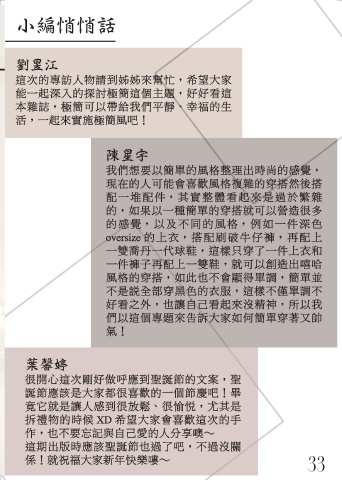 小編悄悄話
劉星江
這次的專訪人物請到姊姊來幫忙，希望大家
能一起深入的探討極簡這個主題，好好看這
本雜誌，極簡可以帶給我們平靜、幸福的生
活，一起來實施極簡風吧！
陳星宇
我們想要以簡單的風格整理出時尚的感覺，
現在的人可能會喜歡風格複雜的穿搭然後搭
配一堆配件，其實整體看起來是過於繁雜
的，如果以一種簡單的穿搭就可以營造很多
的感覺，以及不同的風格，例如一件深色
oversize 的上衣，搭配刷破牛仔褲，再配上
一雙喬丹一代球鞋，這樣只穿了一件上衣和
一件褲子再配上一雙鞋，就可以創造出嘻哈
風格的穿搭，如此也不會顯得單調，簡單並
不是説全部穿黑色的衣服，這樣不僅單調不
好看之外，也讓自己看起來沒精神，所以我
們以這個專題來告訴大家如何簡單穿著又帥
氣！
葉馨婷
很開心這次剛好做呼應到聖誕節的文案，聖
誕節應該是大家都很喜歡的一個節慶吧！畢
竟它就是讓人感到很放鬆、很愉悅，尤其是
拆禮物的時候 XD 希望大家會喜歡這次的手
作，也不要忘記與自己愛的人分享噢～
這期出版時應該聖誕節也過了吧，不過沒關
係！就祝福大家新年快樂嘍～
33